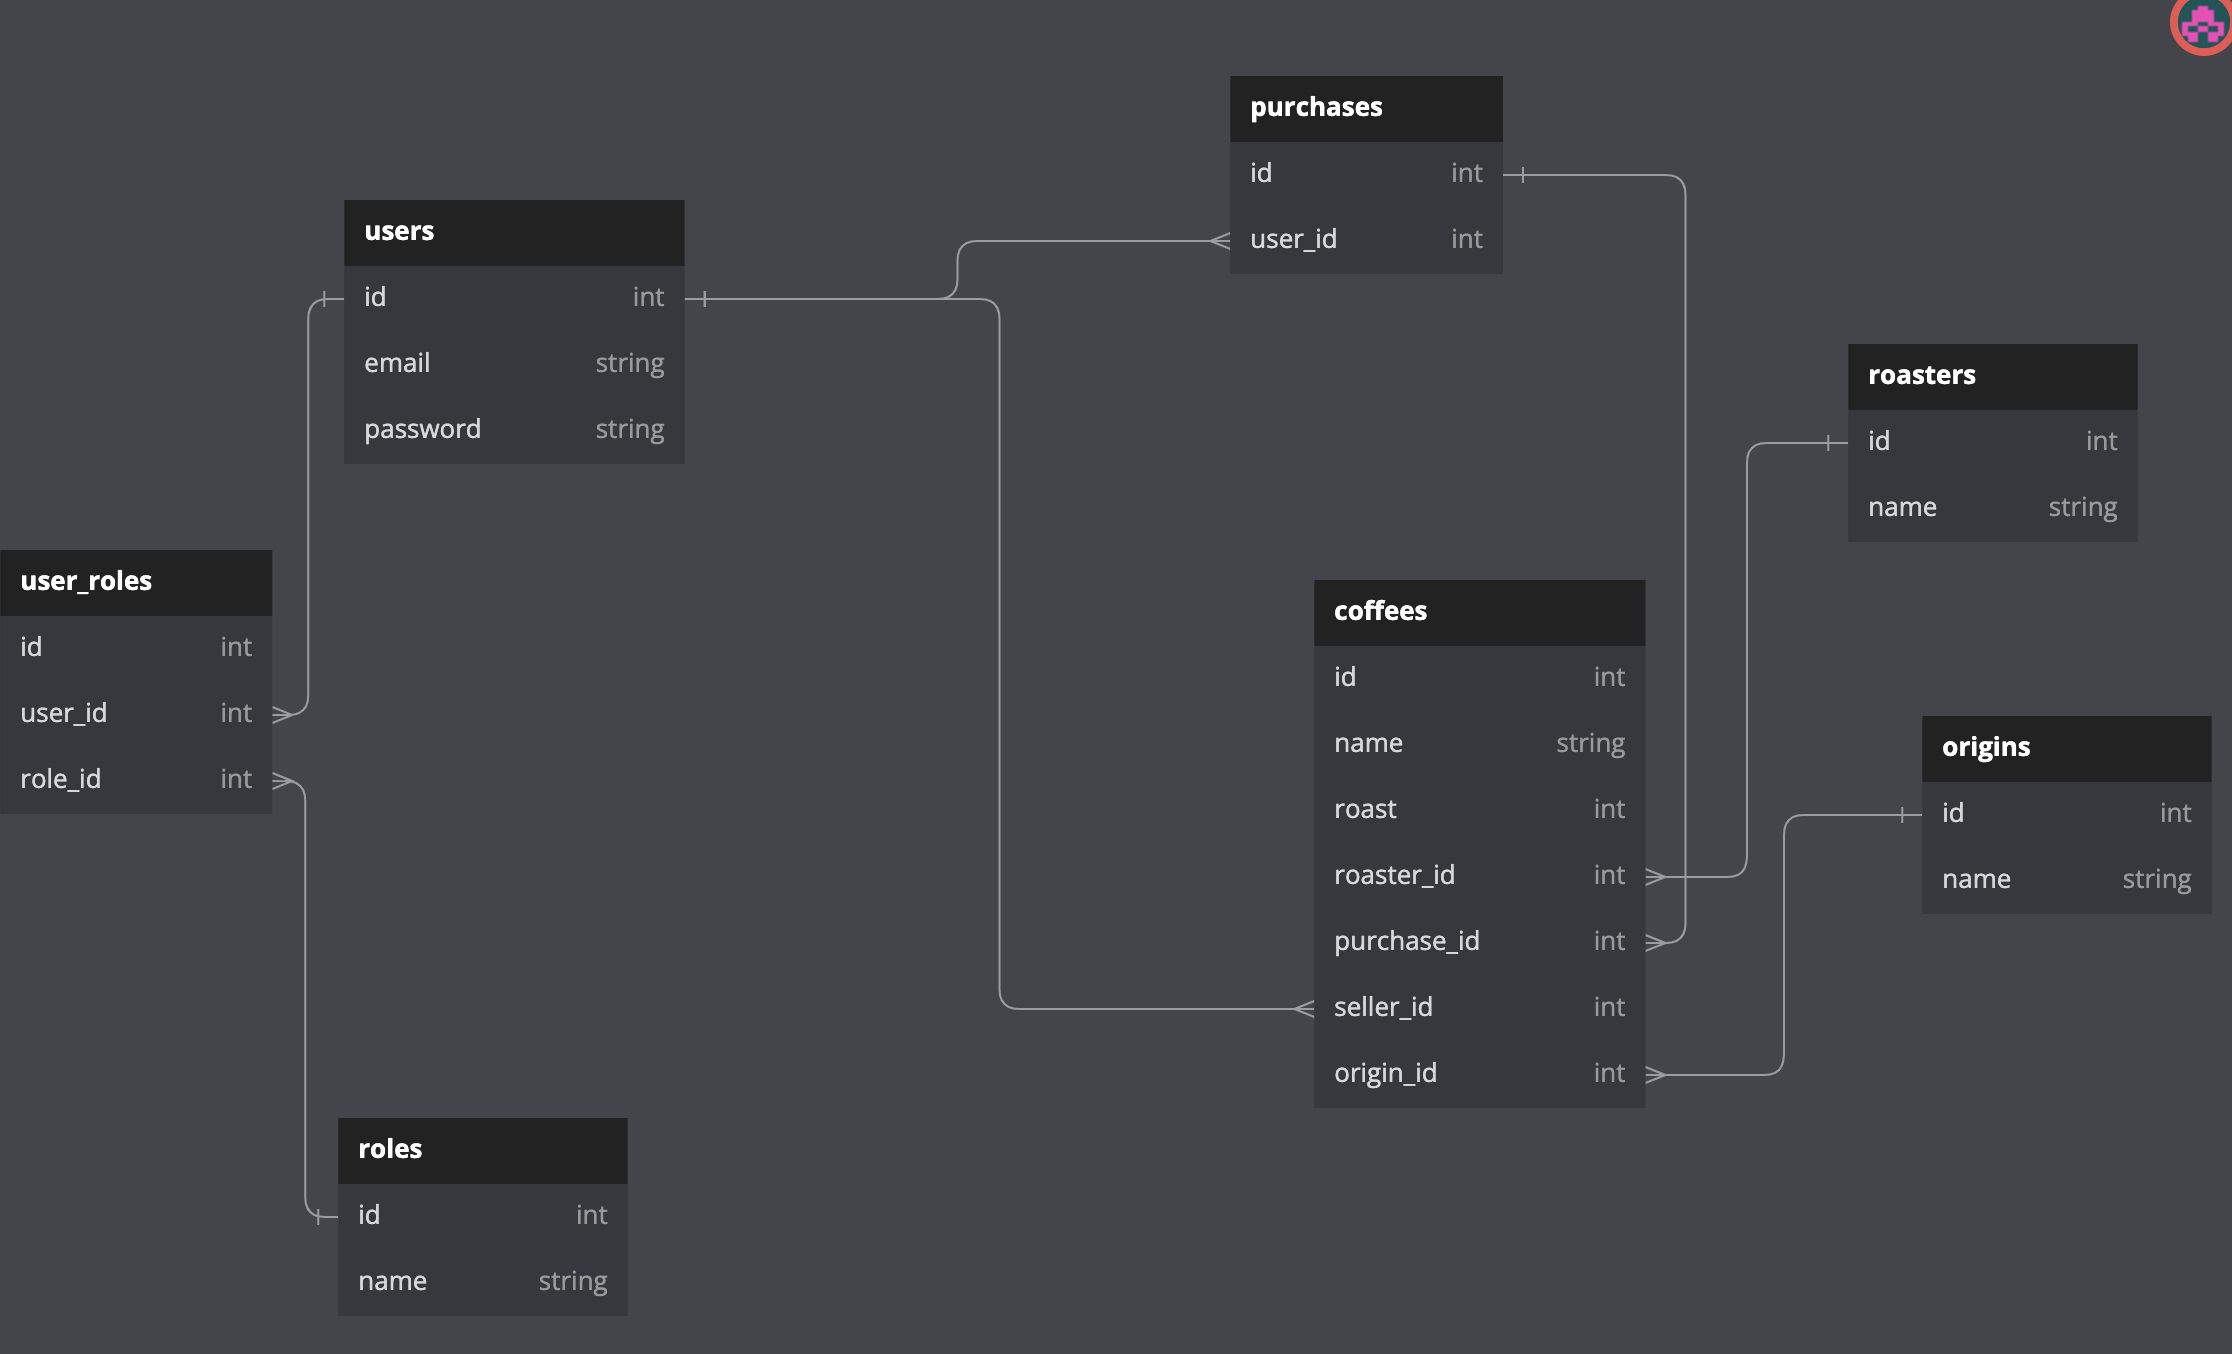 purchases
id int
user_id int
users
id int
email string
password string
roasters
id int
name string
user_roles
id int
user_id int
role_id int
coffees
id int
name string
roast int
roaster_id int
purchase_id int
seller_id int
origin_id int
origins
id int
name string
roles
id int
name string